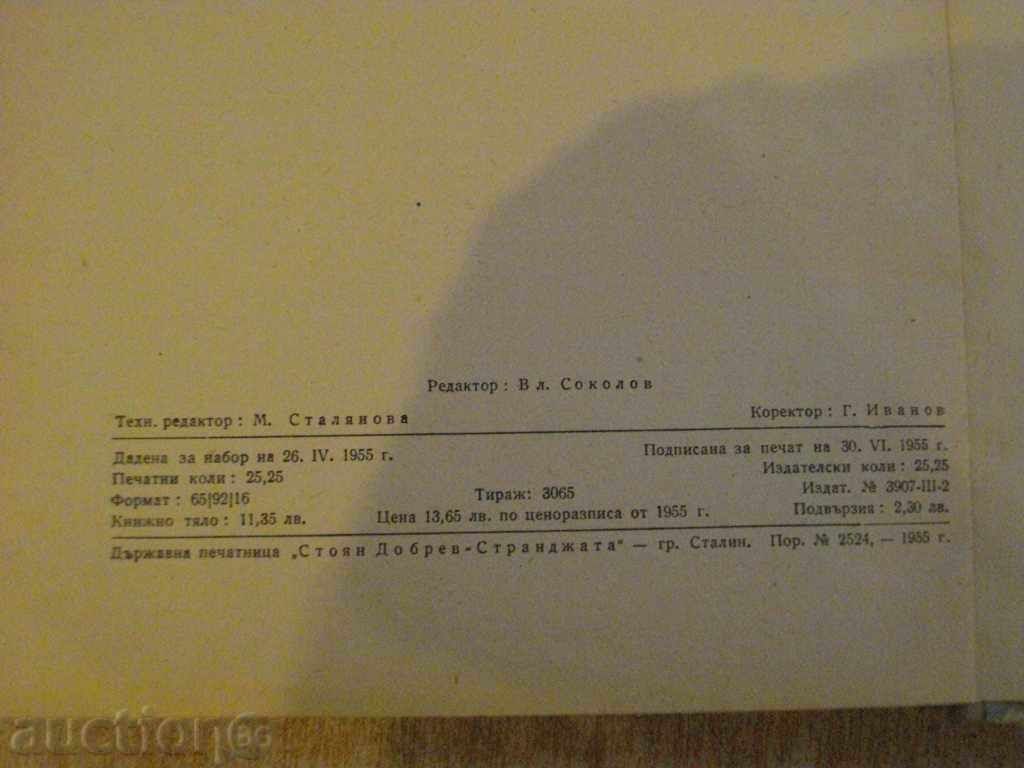 Редактор: Вл. Соколов
Техн. редактор: М. Сталянова Коректор: Г. Иванов
Дадена за набор на 26. IV. 1955 г. Подписана за печат на 30. VI. 1955 г.
Печатни коли: 25,25 Издателски коли: 25,25
Формат: 65|92|16 Тираж: 3065 Издат. № 3907-III-2
Книжно тяло: 11,35 лв. Цена 13,65 лв. по ценоразписа от 1955 г. Подвързия: 2,30 лв.
Държавна печатница „Стоян Добрев-Странджата" — гр. Сталин. Пор. № 2524, — 1955 г.
auction86